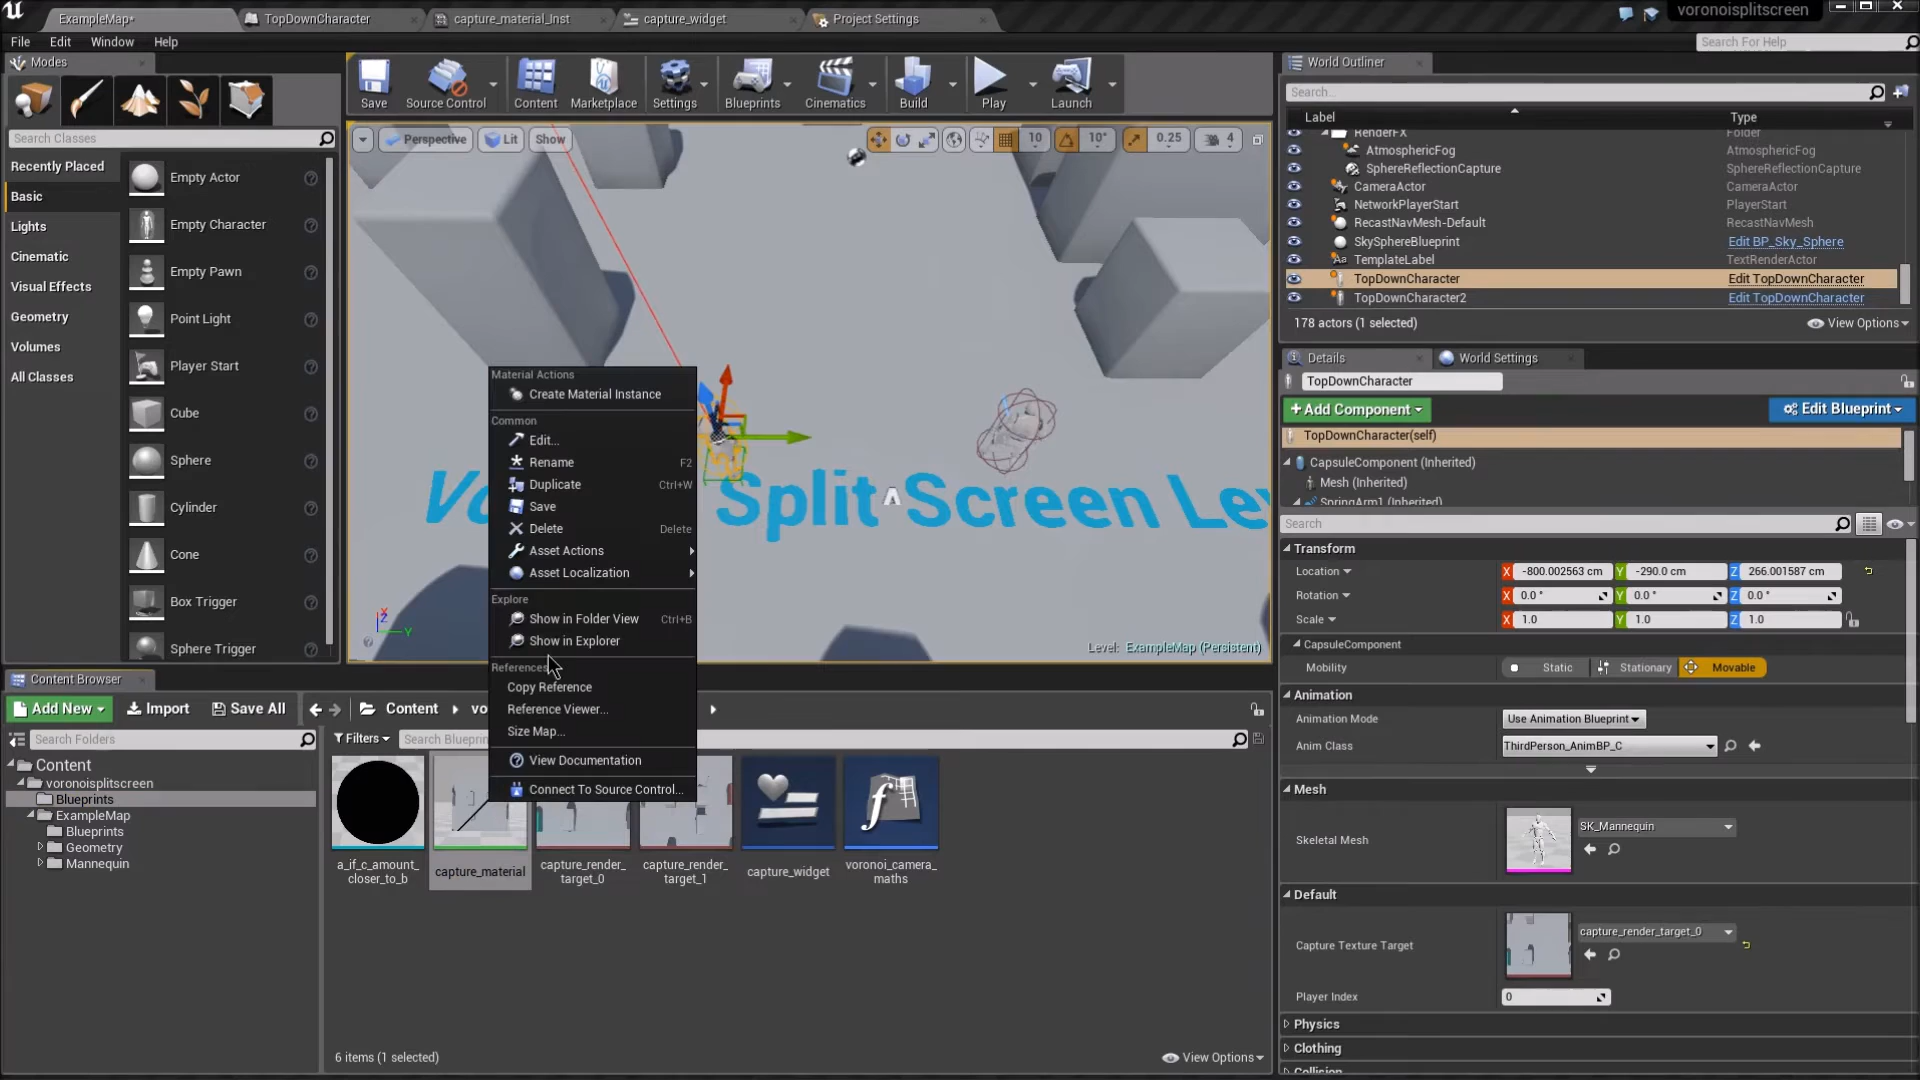 ExampleMap*
TopDownCharacter
capture_material_Inst
capture_widget
Project Settings
voronoisplitscreen
File
Edit
Window
Help
Search For Help
Modes
Search Classes
Recently Placed
Basic
Lights
Cinematic
Visual Effects
Geometry
Volumes
All Classes
Empty Actor
Empty Character
Empty Pawn
Point Light
Player Start
Cube
Sphere
Cylinder
Cone
Box Trigger
Sphere Trigger
Save
Source Control
Content
Marketplace
Settings
Blueprints
Cinematics
Build
Play
Launch
Perspective
Lit
Show
10
10°
0.25
4
Split Screen
Level: ExampleMap (Persistent)
Material Actions
Create Material Instance
Common
Edit...
Rename F2
Duplicate Ctrl+W
Save
Delete Delete
Asset Actions
Asset Localization
Explore
Show in Folder View Ctrl+B
Show in Explorer
References
Copy Reference
Reference Viewer...
Size Map...
View Documentation
Connect To Source Control...
World Outliner
Search...
Label Type
RenderFX Folder
AtmosphericFog AtmosphericFog
SphereReflectionCapture SphereReflectionCapture
CameraActor CameraActor
NetworkPlayerStart PlayerStart
RecastNavMesh-Default RecastNavMesh
SkySphereBlueprint Edit BP_Sky_Sphere
TemplateLabel TextRenderActor
TopDownCharacter Edit TopDownCharacter
TopDownCharacter2 Edit TopDownCharacter
178 actors (1 selected)
View Options
Details
World Settings
TopDownCharacter
+Add Component
Edit Blueprint
TopDownCharacter(self)
CapsuleComponent (Inherited)
Mesh (Inherited)
SpringArm1 (Inherited)
Search
Transform
Location X -800.002563 cm Y -290.0 cm Z 266.001587 cm
Rotation X 0.0 ° Y 0.0 ° Z 0.0 °
Scale X 1.0 Y 1.0 Z 1.0
CapsuleComponent
Mobility Static Stationary Movable
Animation
Animation Mode Use Animation Blueprint
Anim Class ThirdPerson_AnimBP_C
Mesh
Skeletal Mesh SK_Mannequin
Default
Capture Texture Target capture_render_target_0
Player Index 0
Physics
Clothing
Collision
Content Browser
Add New
Import
Save All
Content
vo
Search Folders
Filters
Search Blueprin
Content
voronoisplitscreen
Blueprints
ExampleMap
Blueprints
Geometry
Mannequin
a_if_c_amount_
closer_to_b
capture_material
capture_render_
target_0
capture_render_
target_1
capture_widget
voronoi_camera_
maths
6 items (1 selected)
View Options